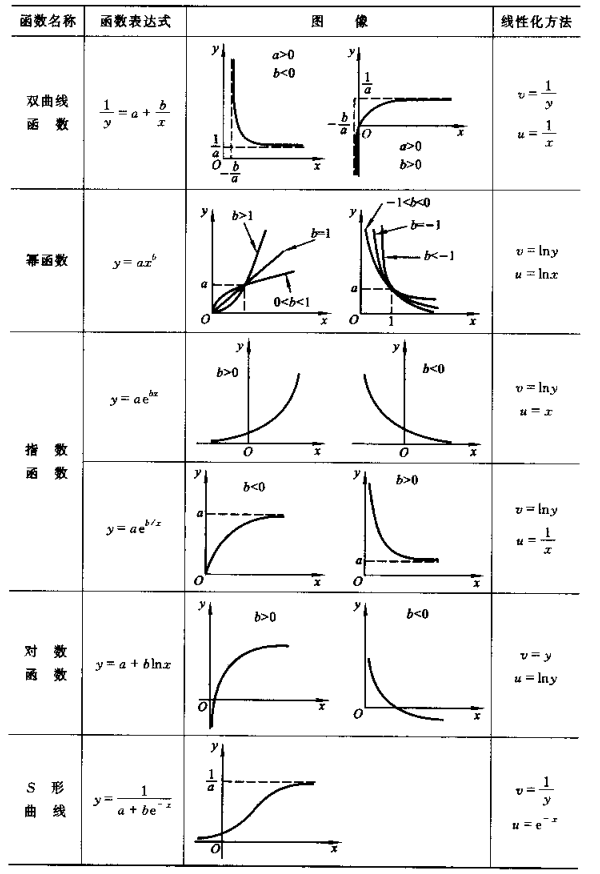 函数名称 函数表达式 图 像 线性化方法
双曲线
函 数
1/y = a + b/x
y
a>0
b<0
1/a
O
-b/a
x
y
1/a
-b/a
O
x
a>0
b>0
v = 1/y
u = 1/x
幂函数
y = ax^b
y
b>1
b=1
a
0<b<1
O
x
y
-1<b<0
b=-1
b<-1
a
O
1
x
v = lny
u = lnx
指 数
函 数
y = ae^{bx}
y
b>0
O
x
y
b<0
O
x
v = lny
u = x
y = ae^{b/x}
y
b<0
a
O
x
y
b>0
a
O
x
v = lny
u = 1/x
对 数
函 数
y = a + blnx
y
b>0
O
x
y
b<0
O
x
v = y
u = lny
S 形
曲 线
y = 1/(a + be^{-x})
y
1/a
O
x
v = 1/y
u = e^{-x}